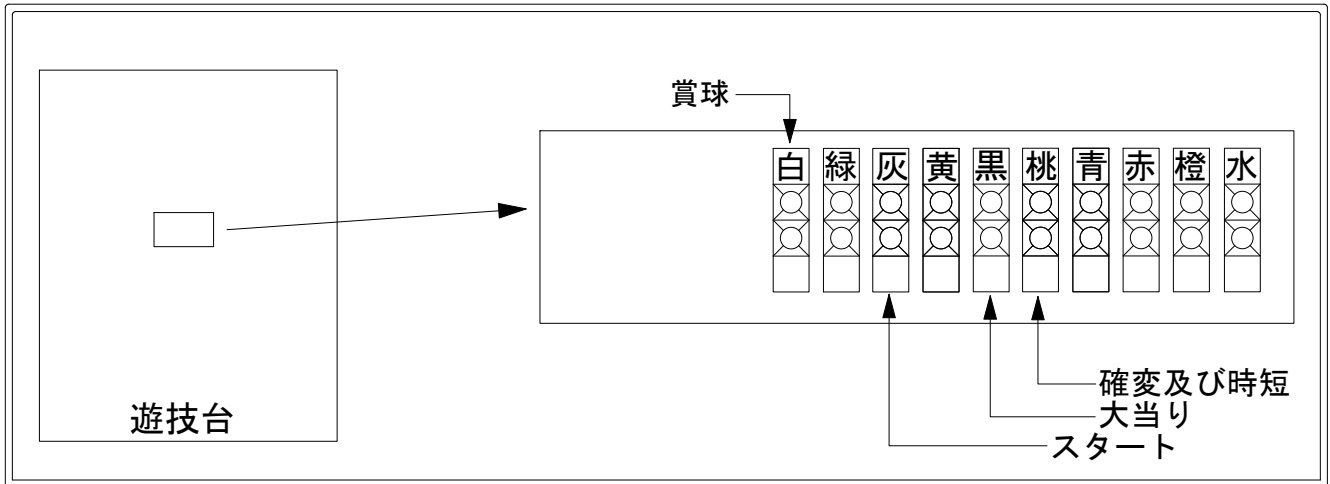 賞球
白 緑 灰 黄 黒 桃 青 赤 橙 水
確変及び時短
大当り
スタート
遊技台